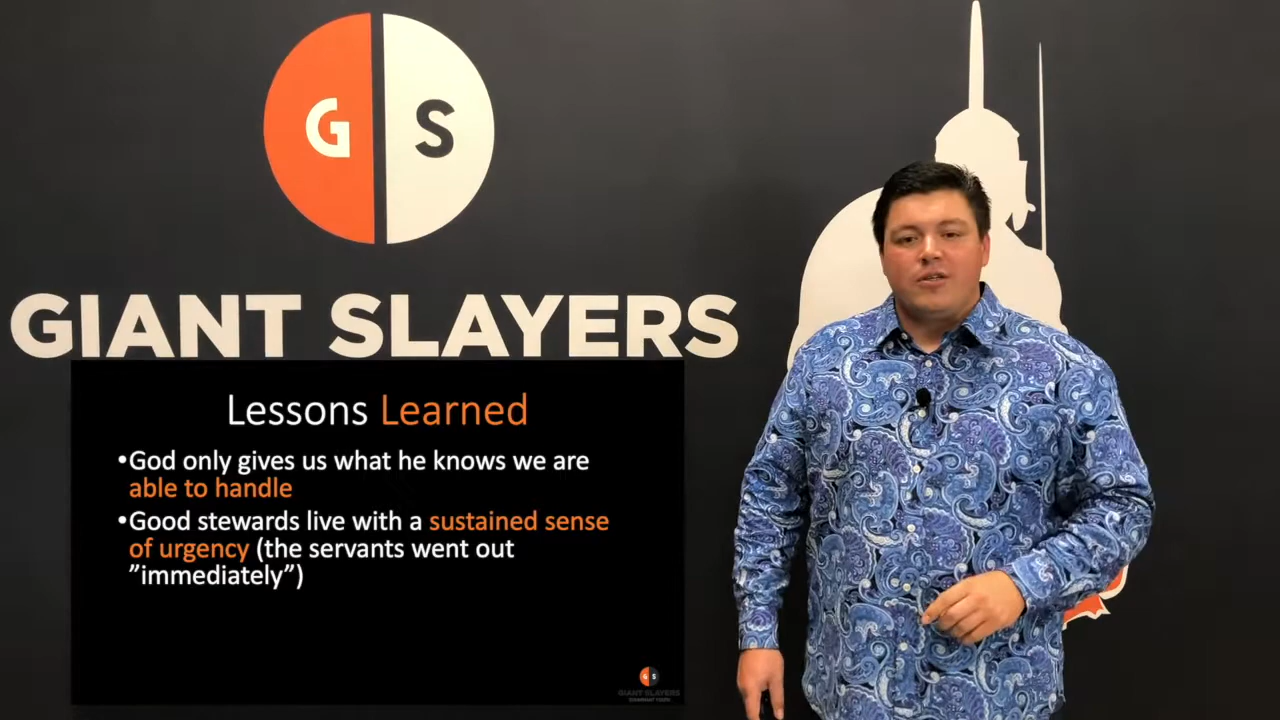 G S
GIANT SLAYERS
Lessons Learned
•God only gives us what he knows we are
able to handle
•Good stewards live with a sustained sense
of urgency (the servants went out
”immediately”)
G S
GIANT SLAYERS